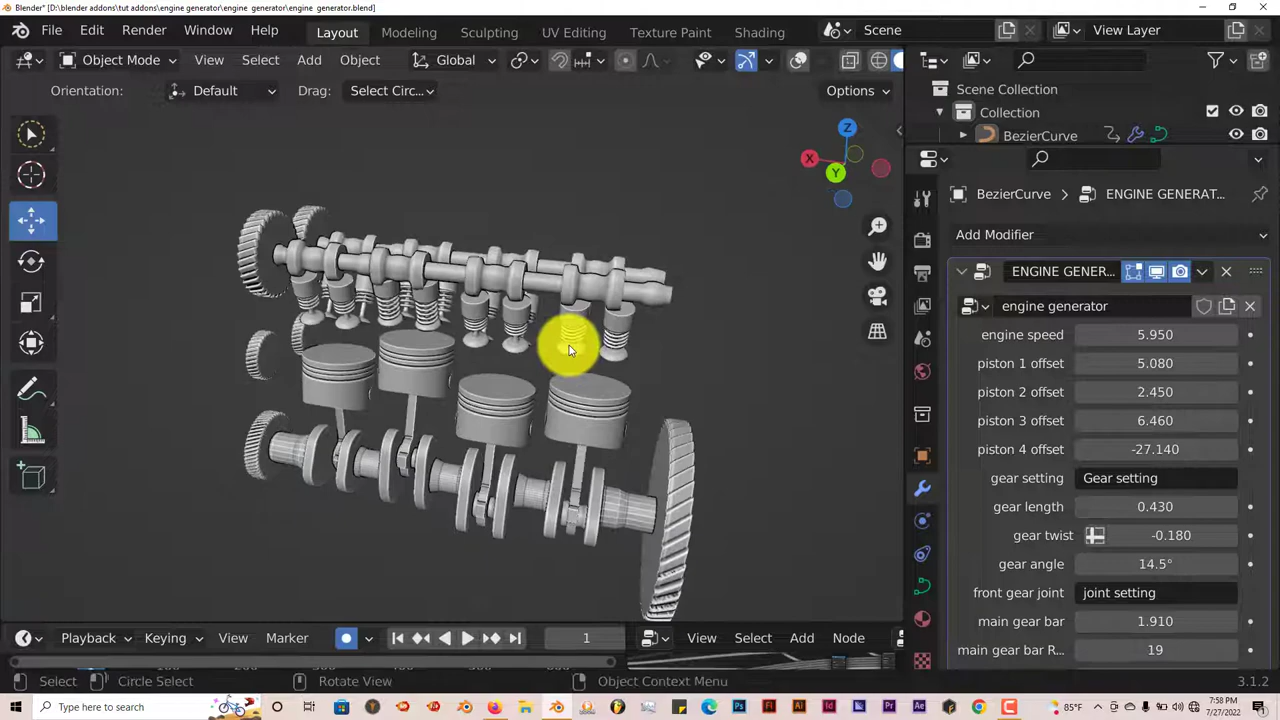 Blender* [D:\blender addons\tut addons\engine generator\engine generator\engine generator.blend]
File Edit Render Window Help Layout Modeling Sculpting UV Editing Texture Paint Shading Scene View Layer
Object Mode View Select Add Object Global
Orientation: Default Drag: Select Circ... Options
Scene Collection
Collection
BezierCurve
X Y Z
BezierCurve ENGINE GENERAT...
Add Modifier
ENGINE GENER...
engine generator
engine speed 5.950
piston 1 offset 5.080
piston 2 offset 2.450
piston 3 offset 6.460
piston 4 offset -27.140
gear setting Gear setting
gear length 0.430
gear twist -0.180
gear angle 14.5°
front gear joint joint setting
main gear bar 1.910
main gear bar R... 19
Playback Keying View Marker 1 View Select Add Node
Select Circle Select Rotate View Object Context Menu 3.1.2
Type here to search 85°F 7:58 PM
7/27/2022